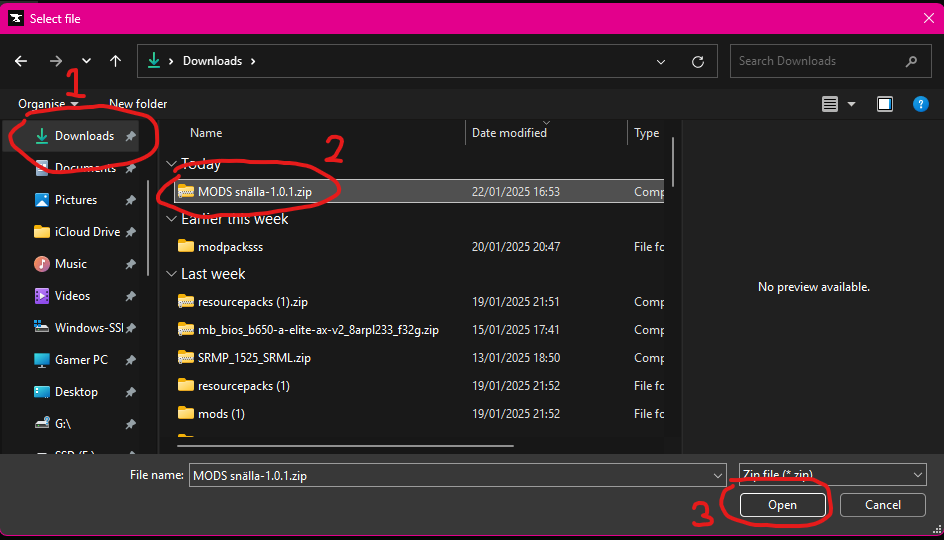 Select file
Downloads
Search Downloads
1
Organise
New folder
Downloads
Documents
Pictures
iCloud Drive
Music
Videos
Windows-SSI
Gamer PC
Desktop
G:\
Name
Date modified
Type
2
Today
MODS snälla-1.0.1.zip
22/01/2025 16:53
Comp
Earlier this week
modpacksss
20/01/2025 20:47
File fo
Last week
resourcepacks (1).zip
19/01/2025 21:51
Comp
mb_bios_b650-a-elite-ax-v2_8arpl233_f32g.zip
15/01/2025 17:41
Comp
SRMP_1525_SRML.zip
13/01/2025 18:50
Comp
resourcepacks (1)
19/01/2025 21:52
File fo
mods (1)
19/01/2025 21:52
File fo
No preview available.
File name:
MODS snälla-1.0.1.zip
Zip file (*.zip)
3
Open
Cancel